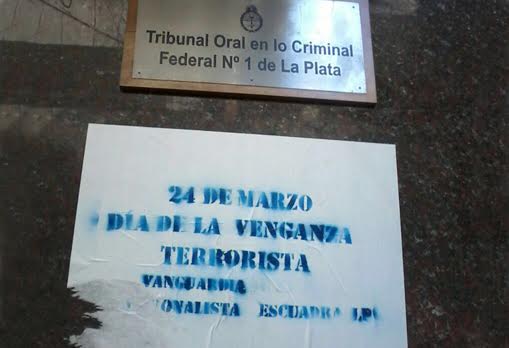 Tribunal Oral en lo Criminal
Federal Nº 1 de La Plata
24 DE MARZO
DÍA DE LA VENGANZA
TERRORISTA
VANGUARDIA
ESCUADRA